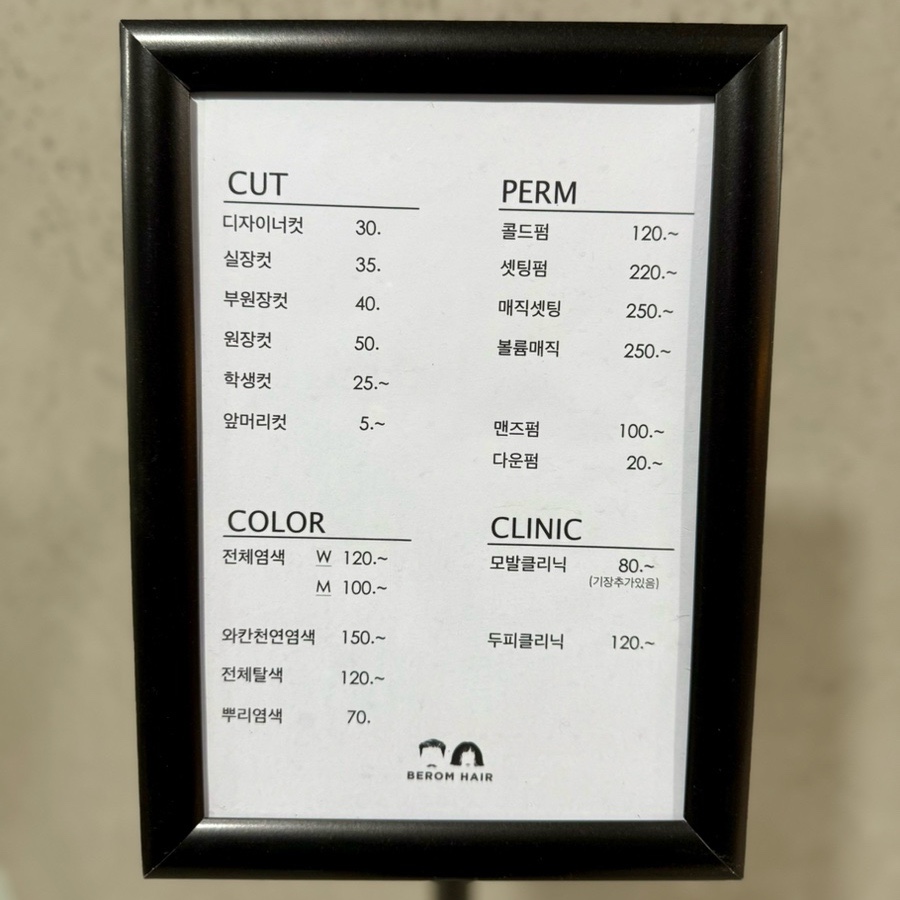 CUT
디자이너컷 30.
실장컷 35.
부원장컷 40.
원장컷 50.
학생컷 25.~
앞머리컷 5.~
PERM
콜드펌 120.~
셋팅펌 220.~
매직셋팅 250.~
볼륨매직 250.~
맨즈펌 100.~
다운펌 20.~
COLOR
전체염색 W 120.~
M 100.~
와칸천연염색 150.~
전체탈색 120.~
뿌리염색 70.
CLINIC
모발클리닉 80.~
(기장추가있음)
두피클리닉 120.~
BEROM HAIR